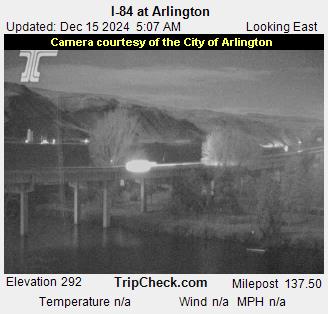 I-84 at Arlington
Updated: Dec 15 2024 5:07 AM Looking East
Camera courtesy of the City of Arlington
Elevation 292 TripCheck.com Milepost 137.50
Temperature n/a Wind n/a MPH n/a